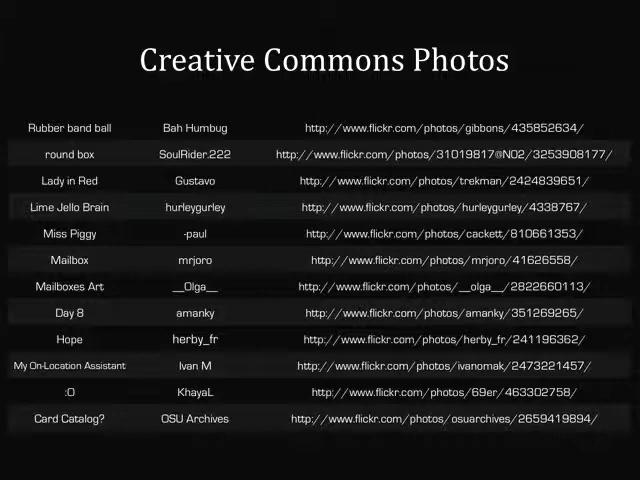 Creative Commons Photos
Rubber band ball Bah Humbug http://www.flickr.com/photos/gibbons/435852634/
round box SoulRider.222 http://www.flickr.com/photos/31019817@N02/3253908177/
Lady in Red Gustavo http://www.flickr.com/photos/trekman/2424839651/
Lime Jello Brain hurleygurley http://www.flickr.com/photos/hurleygurley/4338767/
Miss Piggy -paul http://www.flickr.com/photos/cackett/810661353/
Mailbox mrjoro http://www.flickr.com/photos/mrjoro/41626558/
Mailboxes Art __Olga__ http://www.flickr.com/photos/__olga__/2822660113/
Day 8 amanky http://www.flickr.com/photos/amanky/351269265/
Hope herby_fr http://www.flickr.com/photos/herby_fr/241196362/
My On-Location Assistant Ivan M http://www.flickr.com/photos/ivanomak/2473221457/
:O KhayaL http://www.flickr.com/photos/69er/463302758/
Card Catalog? OSU Archives http://www.flickr.com/photos/osuarchives/2659419894/